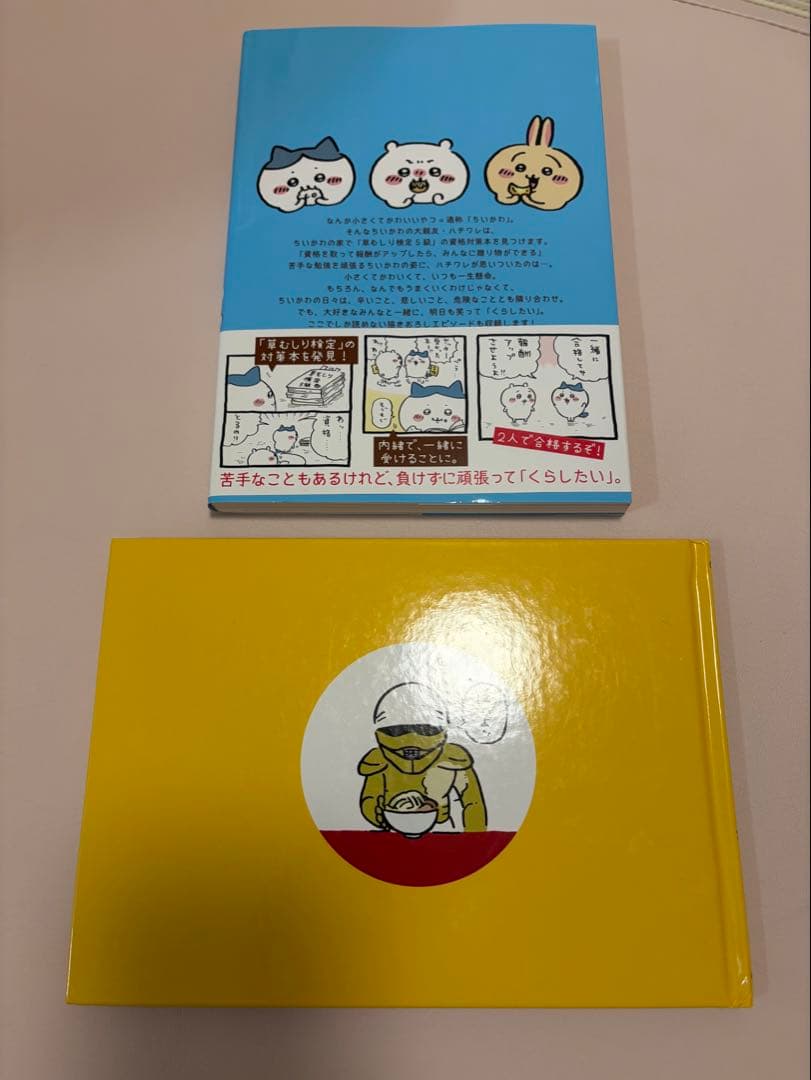 なんか小さくてかわいいやつ＝通称「ちいかわ」。
そんなちいかわの大親友・ハチワレは、
ちいかわの家で「草むしり検定５級」の資格対策本を見つけます。
「資格を取って報酬がアップしたら、みんなに贈り物ができる」
苦手な勉強を頑張るちいかわの姿に、ハチワレが思いついたのは…。
小さくてかわいくて、いつも一生懸命。
もちろん、なんでもうまくいくわけじゃなくて、
ちいかわの日々は、辛いこと、悲しいこと、危険なこととも隣り合わせ。
でも、大好きなみんなと一緒に、明日も笑って「くらしたい」。
ここでしか読めない描きおろしエピソードも収録します！
「草むしり検定」の
対策本を発見！
わッ
資格…
とるの!?
内緒で、一緒に
受けることに。
一緒に
合格してサ
報酬
アップ
させようよッ
2人で合格するぞ！
苦手なこともあるけれど、負けずに頑張って「くらしたい」。